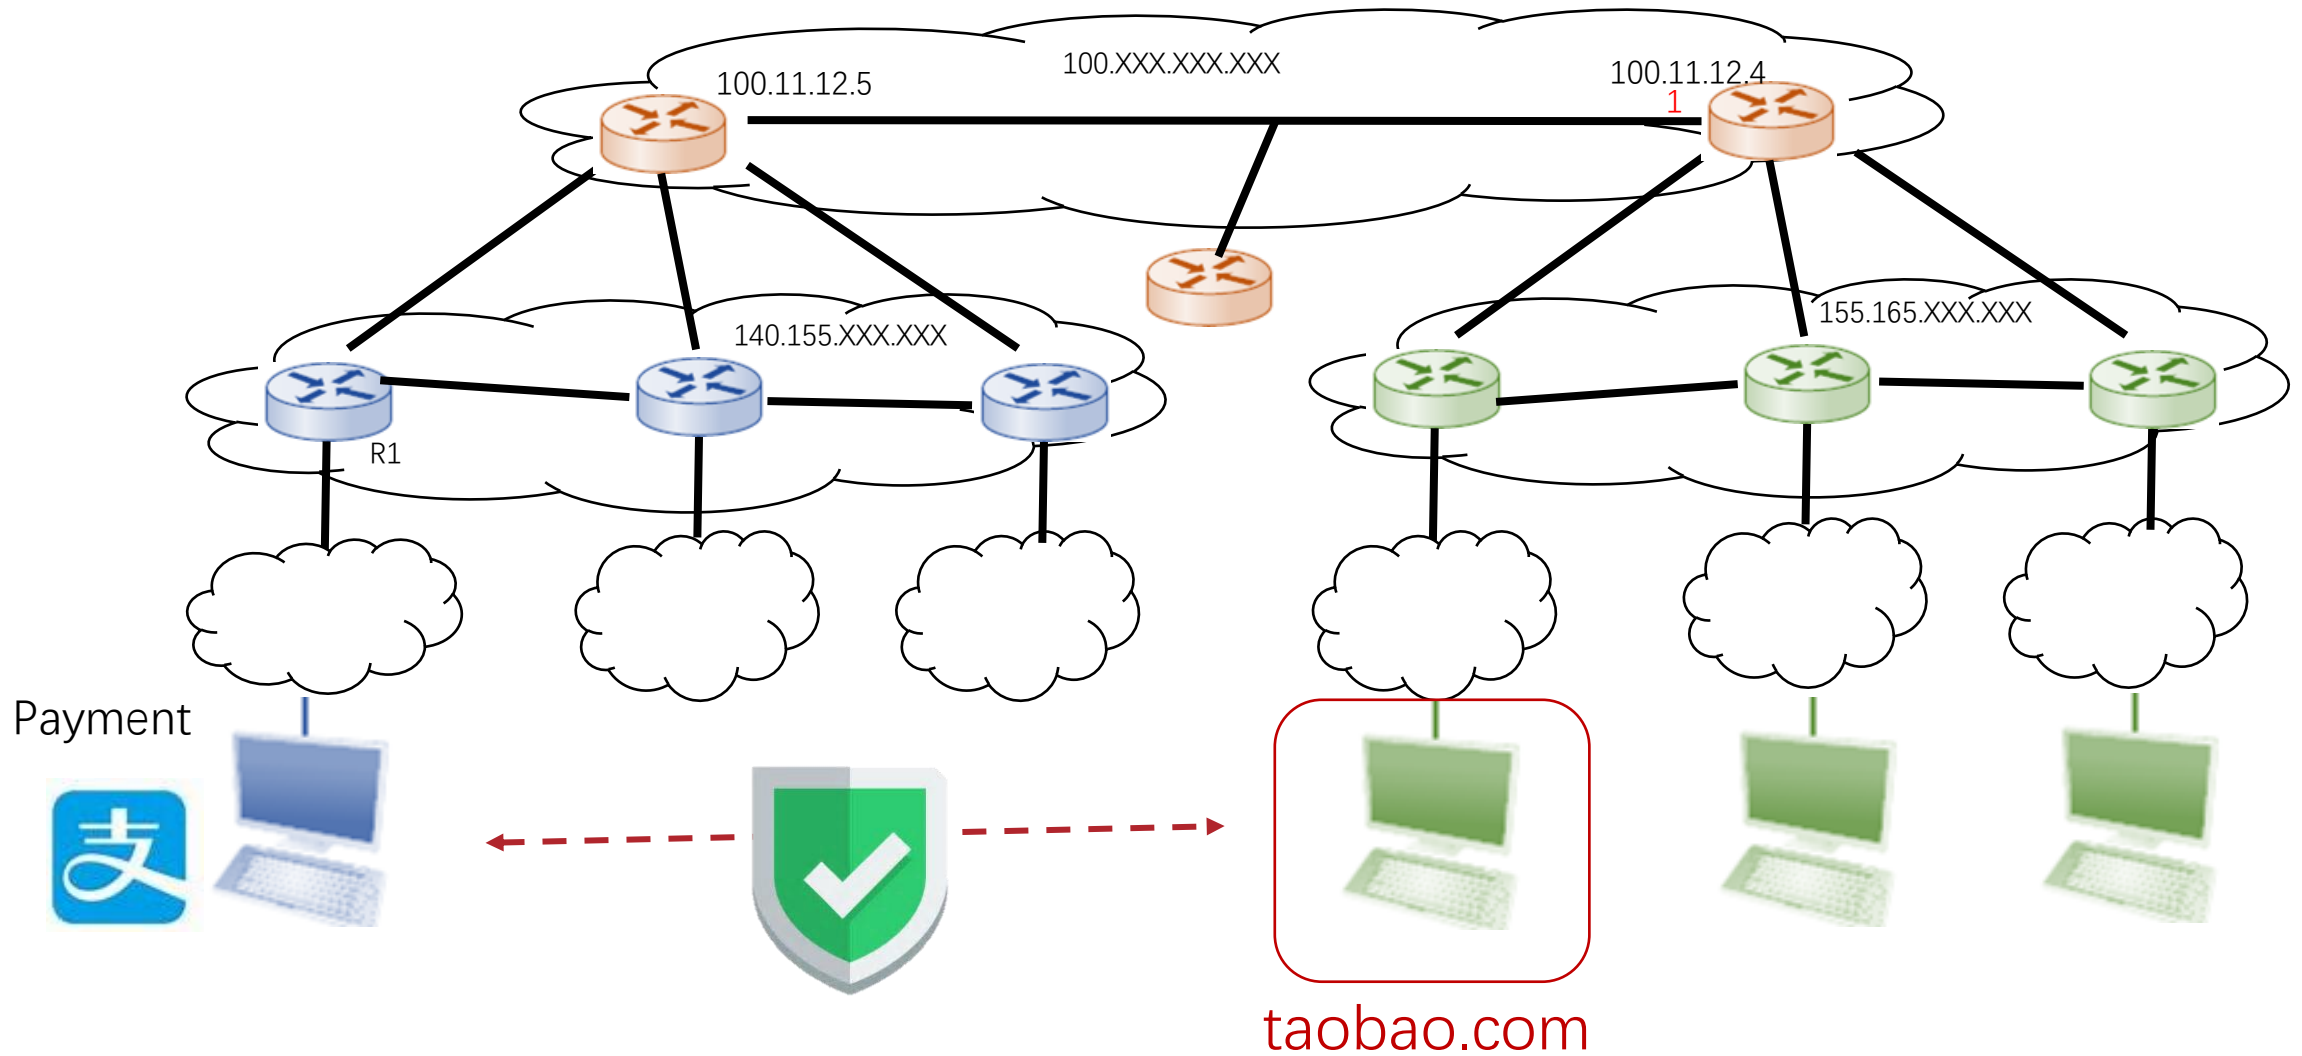 100.XXX.XXX.XXX
100.11.12.5
100.11.12.4
1
155.165.XXX.XXX
140.155.XXX.XXX
R1
Payment
支
taobao.com